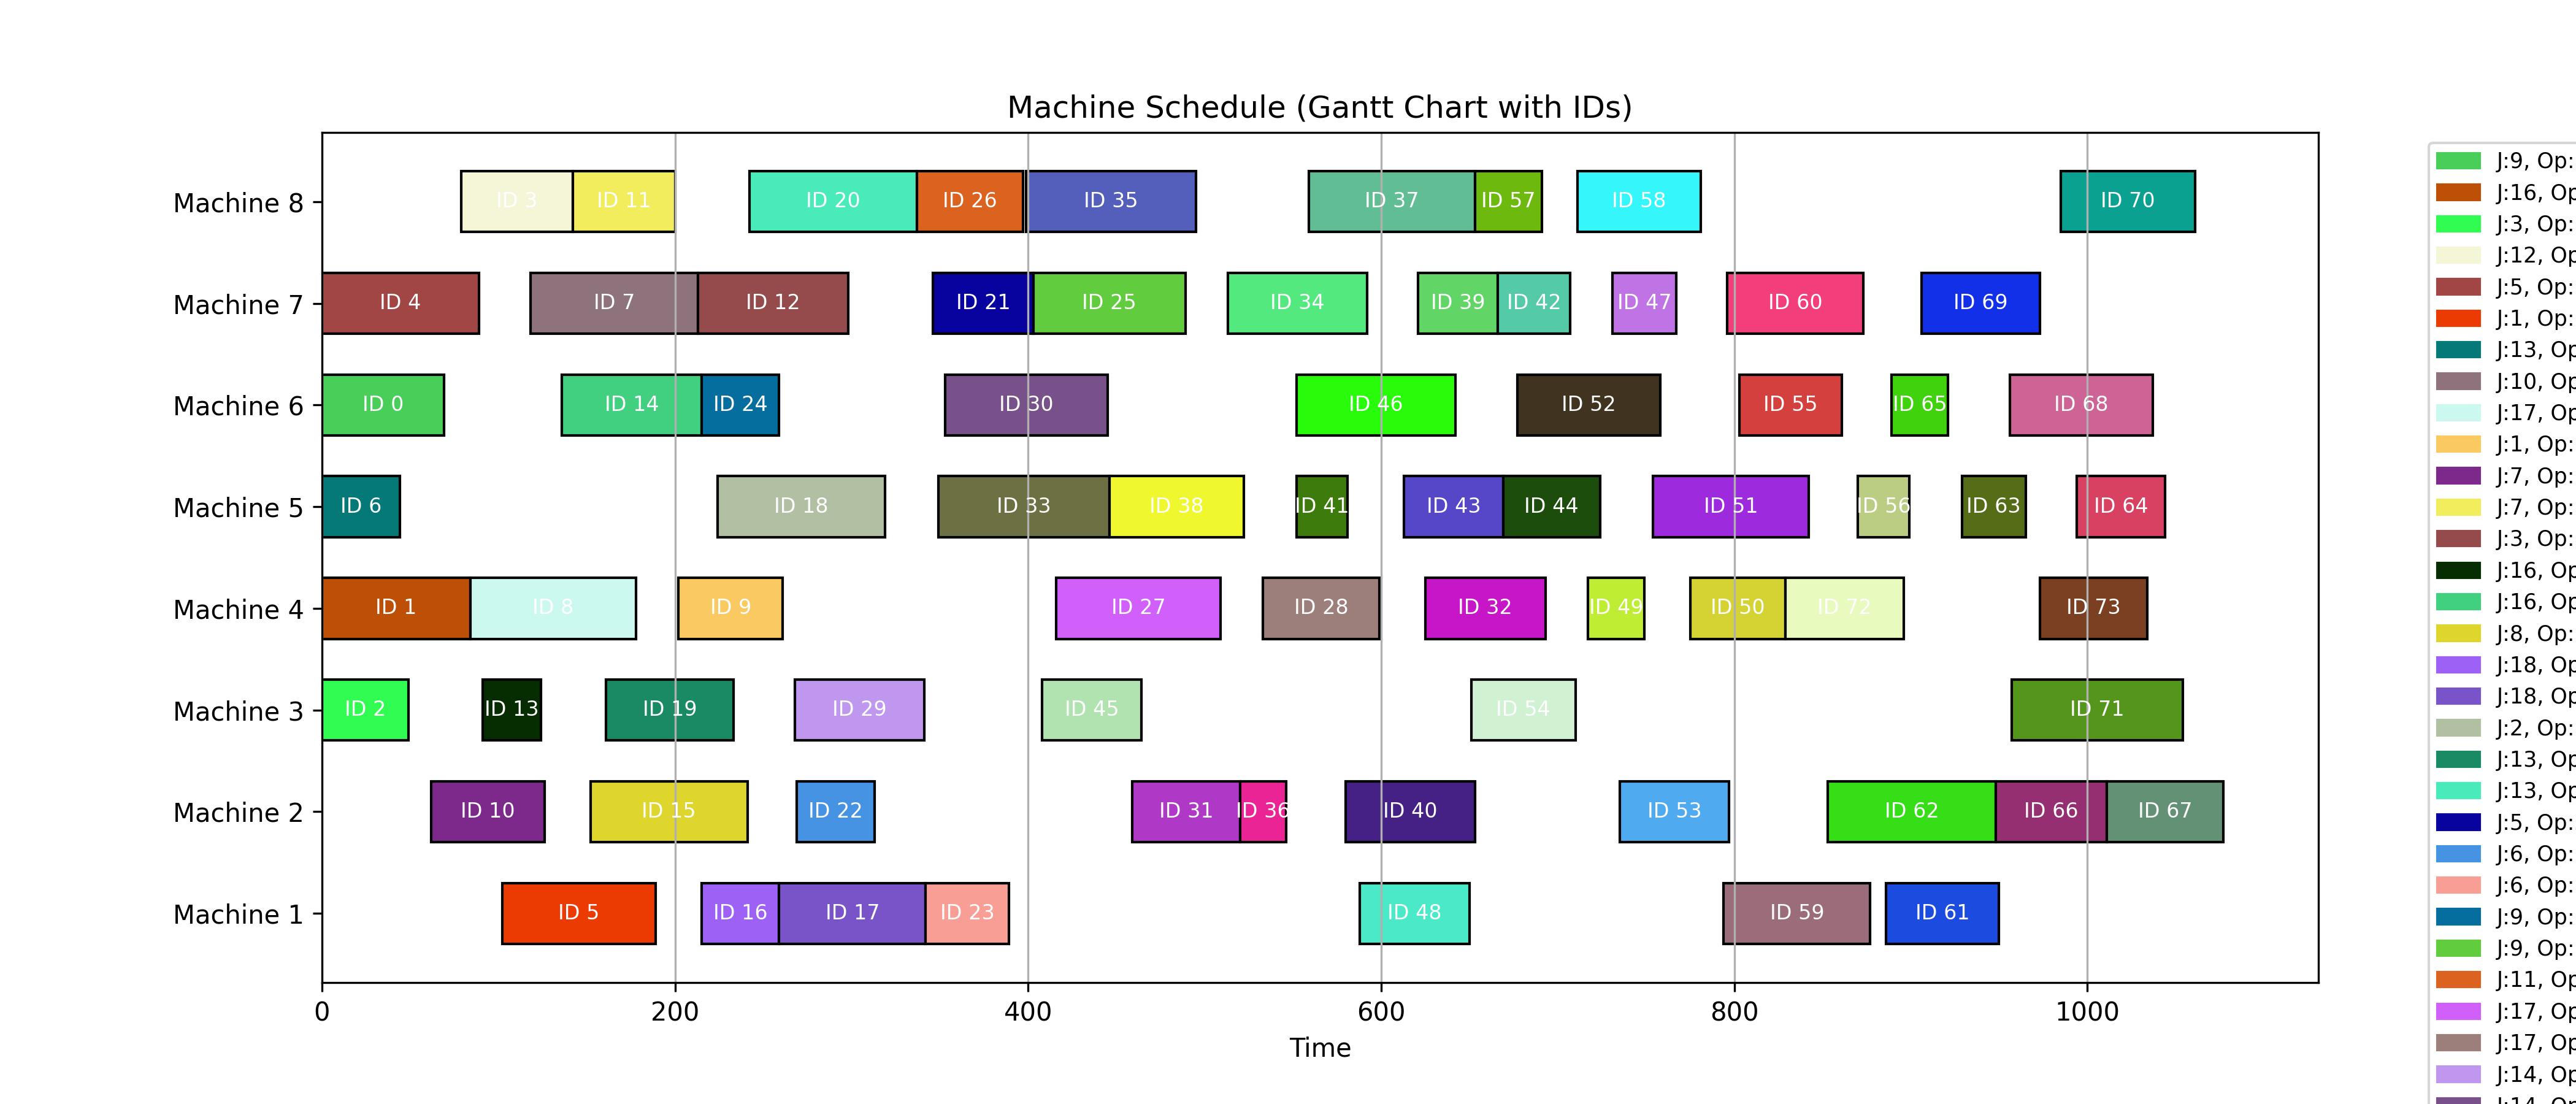 Machine Schedule (Gantt Chart with IDs)
Machine 8
ID 3
ID 11
ID 20
ID 26
ID 35
ID 37
ID 57
ID 58
ID 70
Machine 7
ID 4
ID 7
ID 12
ID 21
ID 25
ID 34
ID 39
ID 42
ID 47
ID 60
ID 69
Machine 6
ID 0
ID 14
ID 24
ID 30
ID 46
ID 52
ID 55
ID 65
ID 68
Machine 5
ID 6
ID 18
ID 33
ID 38
ID 41
ID 43
ID 44
ID 51
ID 56
ID 63
ID 64
Machine 4
ID 1
ID 8
ID 9
ID 27
ID 28
ID 32
ID 49
ID 50
ID 72
ID 73
Machine 3
ID 2
ID 13
ID 19
ID 29
ID 45
ID 54
ID 71
Machine 2
ID 10
ID 15
ID 22
ID 31
ID 36
ID 40
ID 53
ID 62
ID 66
ID 67
Machine 1
ID 5
ID 16
ID 17
ID 23
ID 48
ID 59
ID 61
0 200 400 600 800 1000
Time
J:9, Op:
J:16, Op
J:3, Op:
J:12, Op
J:5, Op:
J:1, Op:
J:13, Op
J:10, Op
J:17, Op
J:1, Op:
J:7, Op:
J:7, Op:
J:3, Op:
J:16, Op
J:16, Op
J:8, Op:
J:18, Op
J:18, Op
J:2, Op:
J:13, Op
J:13, Op
J:5, Op:
J:6, Op:
J:6, Op:
J:9, Op:
J:9, Op:
J:11, Op
J:17, Op
J:17, Op
J:14, Op
J:14, Op